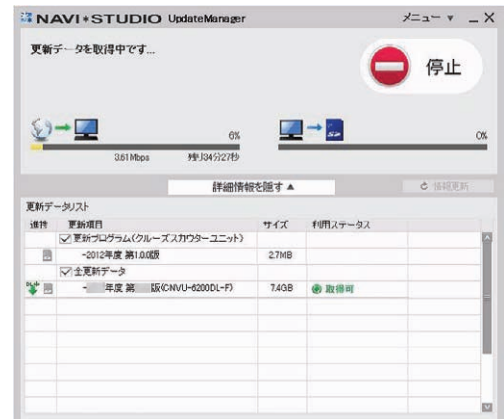 NAVI*STUDIO UpdateManager メニュー ▼ _ X
更新データを取得中です...
停止
6% 0%
3.61Mbps 残り34分27秒
詳細情報を隠す ▲ 情報更新
更新データリスト
進捗 更新項目 サイズ 利用ステータス
更新プログラム(クルーズスカウターユニット)
-2012年度 第1.0.0版 2.7MB
全更新データ
- 年度 第 版(CNVU-6200DL-F) 7.4GB 取得可